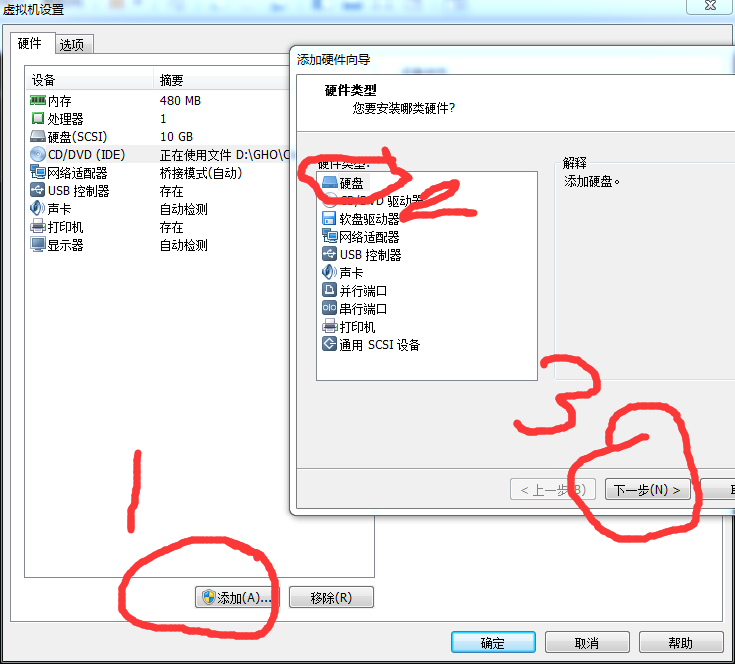 虚拟机设置
硬件 选项
设备 摘要
内存 480 MB
处理器 1
硬盘(SCSI) 10 GB
CD/DVD (IDE) 正在使用文件 D:\GHO\
网络适配器 桥接模式(自动)
USB 控制器 存在
声卡 自动检测
打印机 存在
显示器 自动检测
添加硬件向导
硬件类型
您要安装哪类硬件?
硬件类型:
硬盘
CD/DVD 驱动器
软盘驱动器
网络适配器
USB 控制器
声卡
并行端口
串行端口
打印机
通用 SCSI 设备
解释
添加硬盘。
1
2
3
< 上一步(B) 下一步(N) >
添加(A)... 移除(R)
确定 取消 帮助